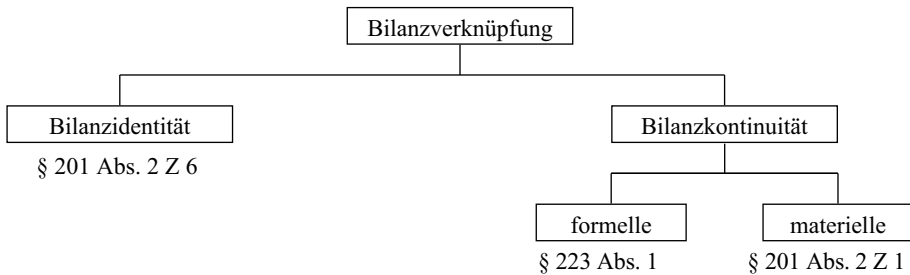 Bilanzverknüpfung
Bilanzidentität
§ 201 Abs. 2 Z 6
Bilanzkontinuität
formelle
§ 223 Abs. 1
materielle
§ 201 Abs. 2 Z 1